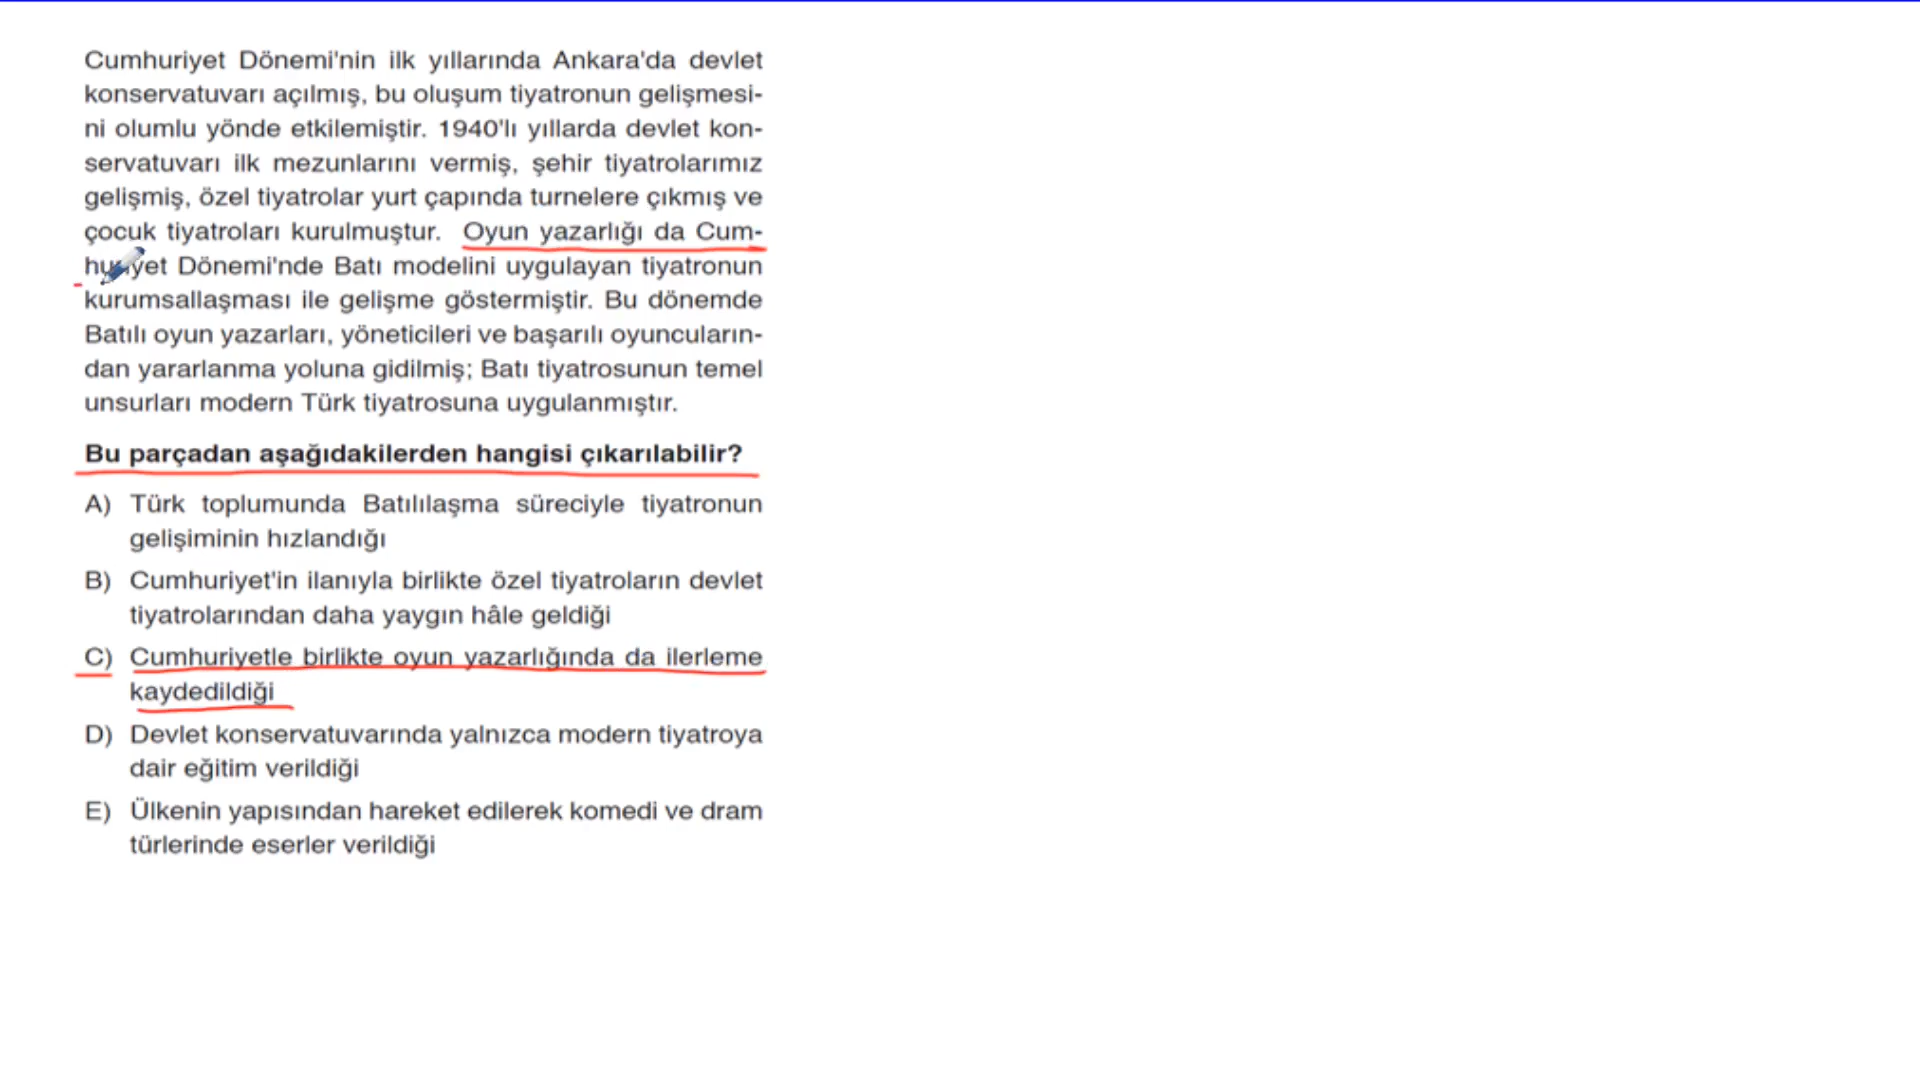 Cumhuriyet Dönemi'nin ilk yıllarında Ankara'da devlet
konservatuvarı açılmış, bu oluşum tiyatronun gelişmesi-
ni olumlu yönde etkilemiştir. 1940'lı yıllarda devlet kon-
servatuvarı ilk mezunlarını vermiş, şehir tiyatrolarımız
gelişmiş, özel tiyatrolar yurt çapında turnelere çıkmış ve
çocuk tiyatroları kurulmuştur. Oyun yazarlığı da Cum-
huriyet Dönemi'nde Batı modelini uygulayan tiyatronun
kurumsallaşması ile gelişme göstermiştir. Bu dönemde
Batılı oyun yazarları, yöneticileri ve başarılı oyuncuların-
dan yararlanma yoluna gidilmiş; Batı tiyatrosunun temel
unsurları modern Türk tiyatrosuna uygulanmıştır.
Bu parçadan aşağıdakilerden hangisi çıkarılabilir?
A) Türk toplumunda Batılılaşma süreciyle tiyatronun
gelişiminin hızlandığı
B) Cumhuriyet'in ilanıyla birlikte özel tiyatroların devlet
tiyatrolarından daha yaygın hâle geldiği
C) Cumhuriyetle birlikte oyun yazarlığında da ilerleme
kaydedildiği
D) Devlet konservatuvarında yalnızca modern tiyatroya
dair eğitim verildiği
E) Ülkenin yapısından hareket edilerek komedi ve dram
türlerinde eserler verildiği